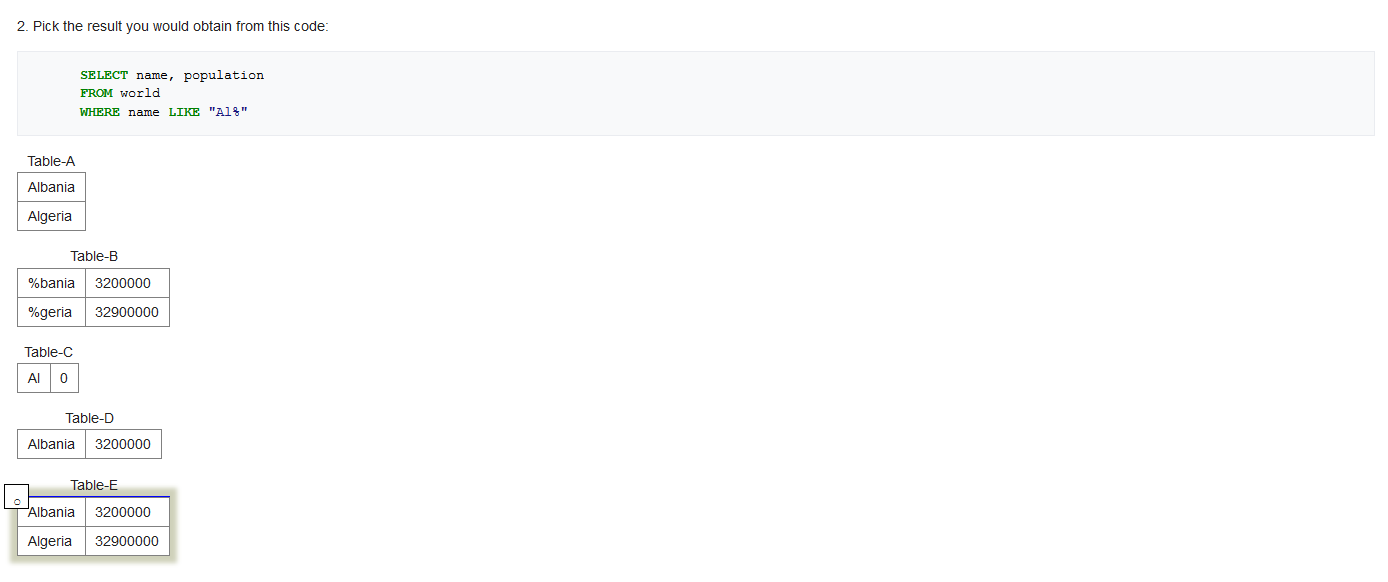 2. Pick the result you would obtain from this code:
SELECT name, population
FROM world
WHERE name LIKE "Al%"
Table-A
Albania
Algeria
Table-B
%bania 3200000
%geria 32900000
Table-C
Al 0
Table-D
Albania 3200000
Table-E
Albania 3200000
Algeria 32900000